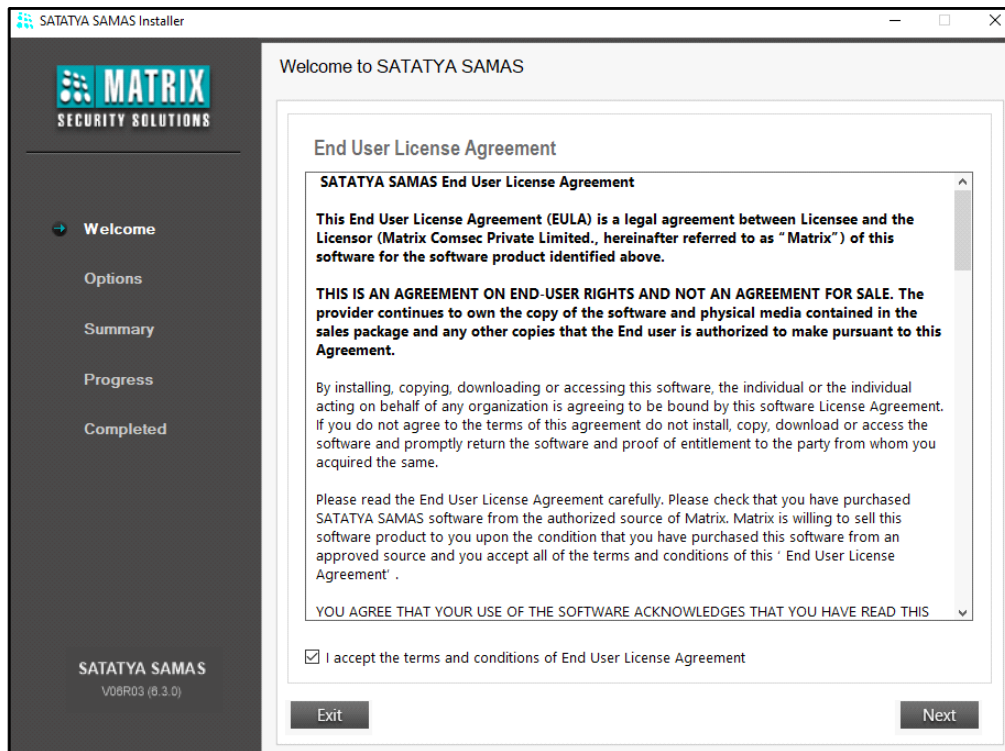 SATATYA SAMAS Installer
MATRIX
SECURITY SOLUTIONS
Welcome
Options
Summary
Progress
Completed
SATATYA SAMAS
V06R03 (6.3.0)
Welcome to SATATYA SAMAS
End User License Agreement
SATATYA SAMAS End User License Agreement
This End User License Agreement (EULA) is a legal agreement between Licensee and the
Licensor (Matrix Comsec Private Limited., hereinafter referred to as “Matrix”) of this
software for the software product identified above.
THIS IS AN AGREEMENT ON END-USER RIGHTS AND NOT AN AGREEMENT FOR SALE. The
provider continues to own the copy of the software and physical media contained in the
sales package and any other copies that the End user is authorized to make pursuant to this
Agreement.
By installing, copying, downloading or accessing this software, the individual or the individual
acting on behalf of any organization is agreeing to be bound by this software License Agreement.
If you do not agree to the terms of this agreement do not install, copy, download or access the
software and promptly return the software and proof of entitlement to the party from whom you
acquired the same.
Please read the End User License Agreement carefully. Please check that you have purchased
SATATYA SAMAS software from the authorized source of Matrix. Matrix is willing to sell this
software product to you upon the condition that you have purchased this software from an
approved source and you accept all of the terms and conditions of this ‘ End User License
Agreement’ .
YOU AGREE THAT YOUR USE OF THE SOFTWARE ACKNOWLEDGES THAT YOU HAVE READ THIS
I accept the terms and conditions of End User License Agreement
Exit
Next